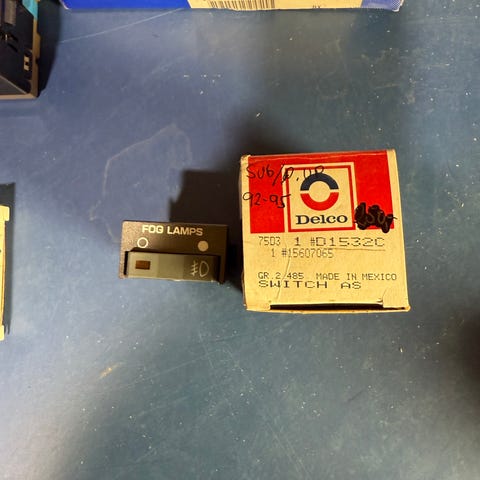 FOG LAMPS
SUB/P.UP
92-95
Delco
7503 1 #D1532C
1 #15607065
GR.2.485 MADE IN MEXICO
SWITCH AS